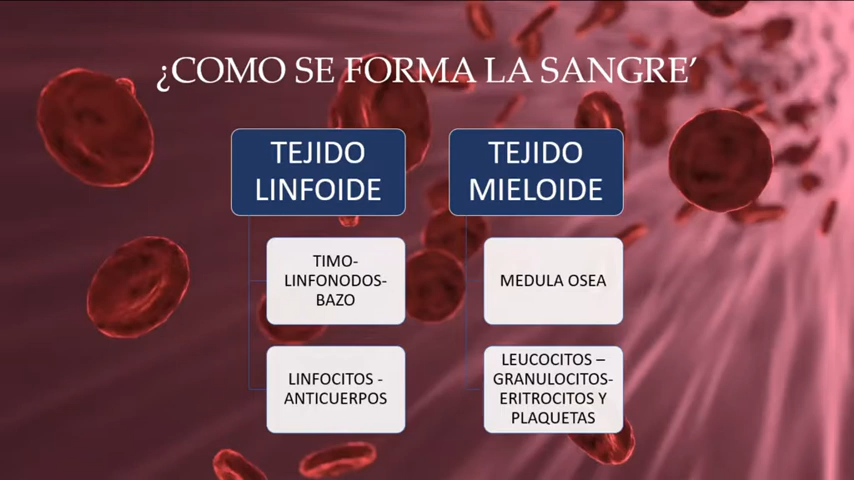 ¿COMO SE FORMA LA SANGRE’
TEJIDO
LINFOIDE
TIMO-
LINFONODOS-
BAZO
LINFOCITOS -
ANTICUERPOS
TEJIDO
MIELOIDE
MEDULA OSEA
LEUCOCITOS –
GRANULOCITOS-
ERITROCITOS Y
PLAQUETAS